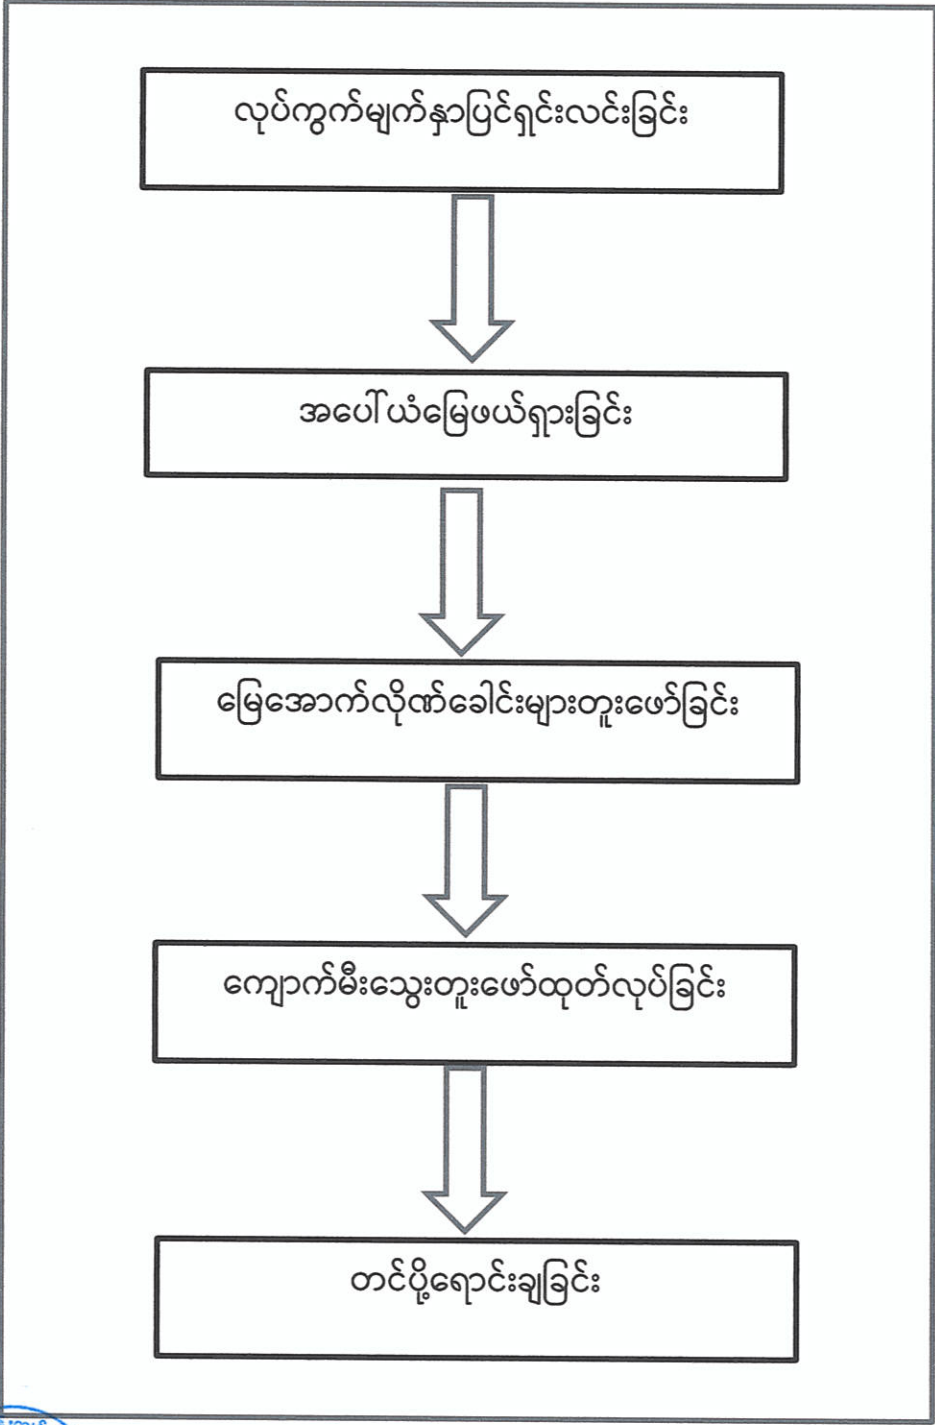 လုပ်ကွက်မျက်နှာပြင်ရှင်းလင်းခြင်း
အပေါ်ယံမြေဖယ်ရှားခြင်း
မြေအောက်လိုဏ်ခေါင်းများတူးဖော်ခြင်း
ကျောက်မီးသွေးတူးဖော်ထုတ်လုပ်ခြင်း
တင်ပို့ရောင်းချခြင်း